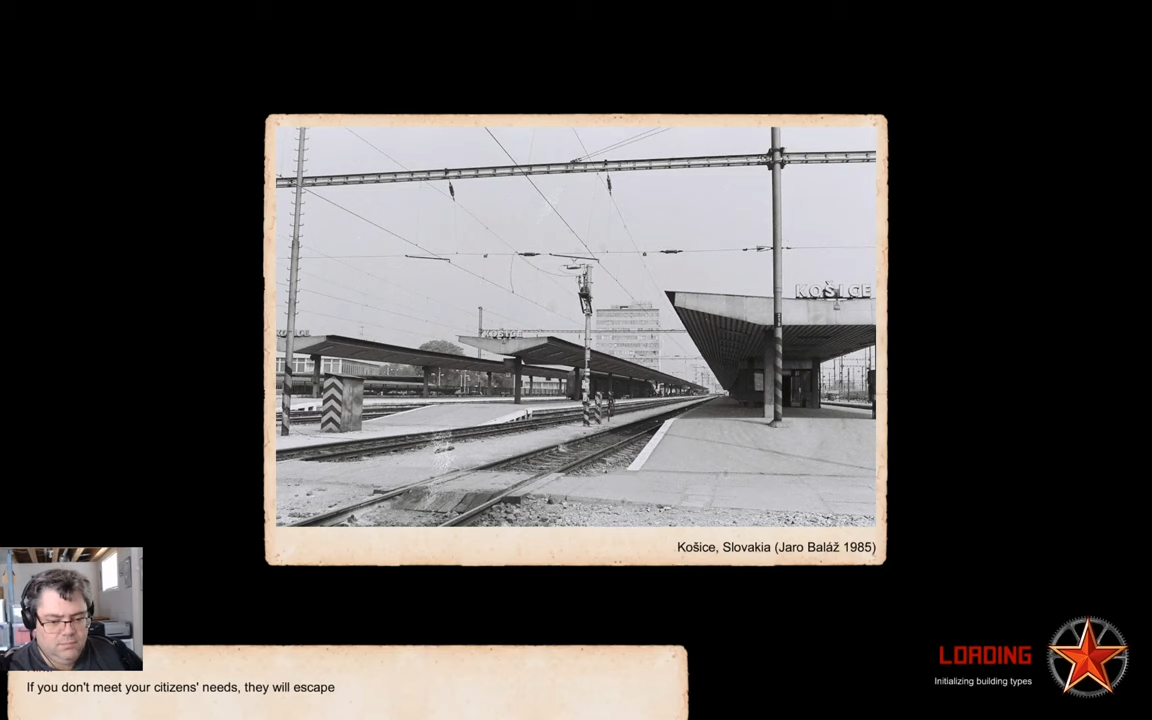 KOŠICE
KOŠICE
Košice, Slovakia (Jaro Baláž 1985)
LOADING
Initializing building types
If you don't meet your citizens' needs, they will escape